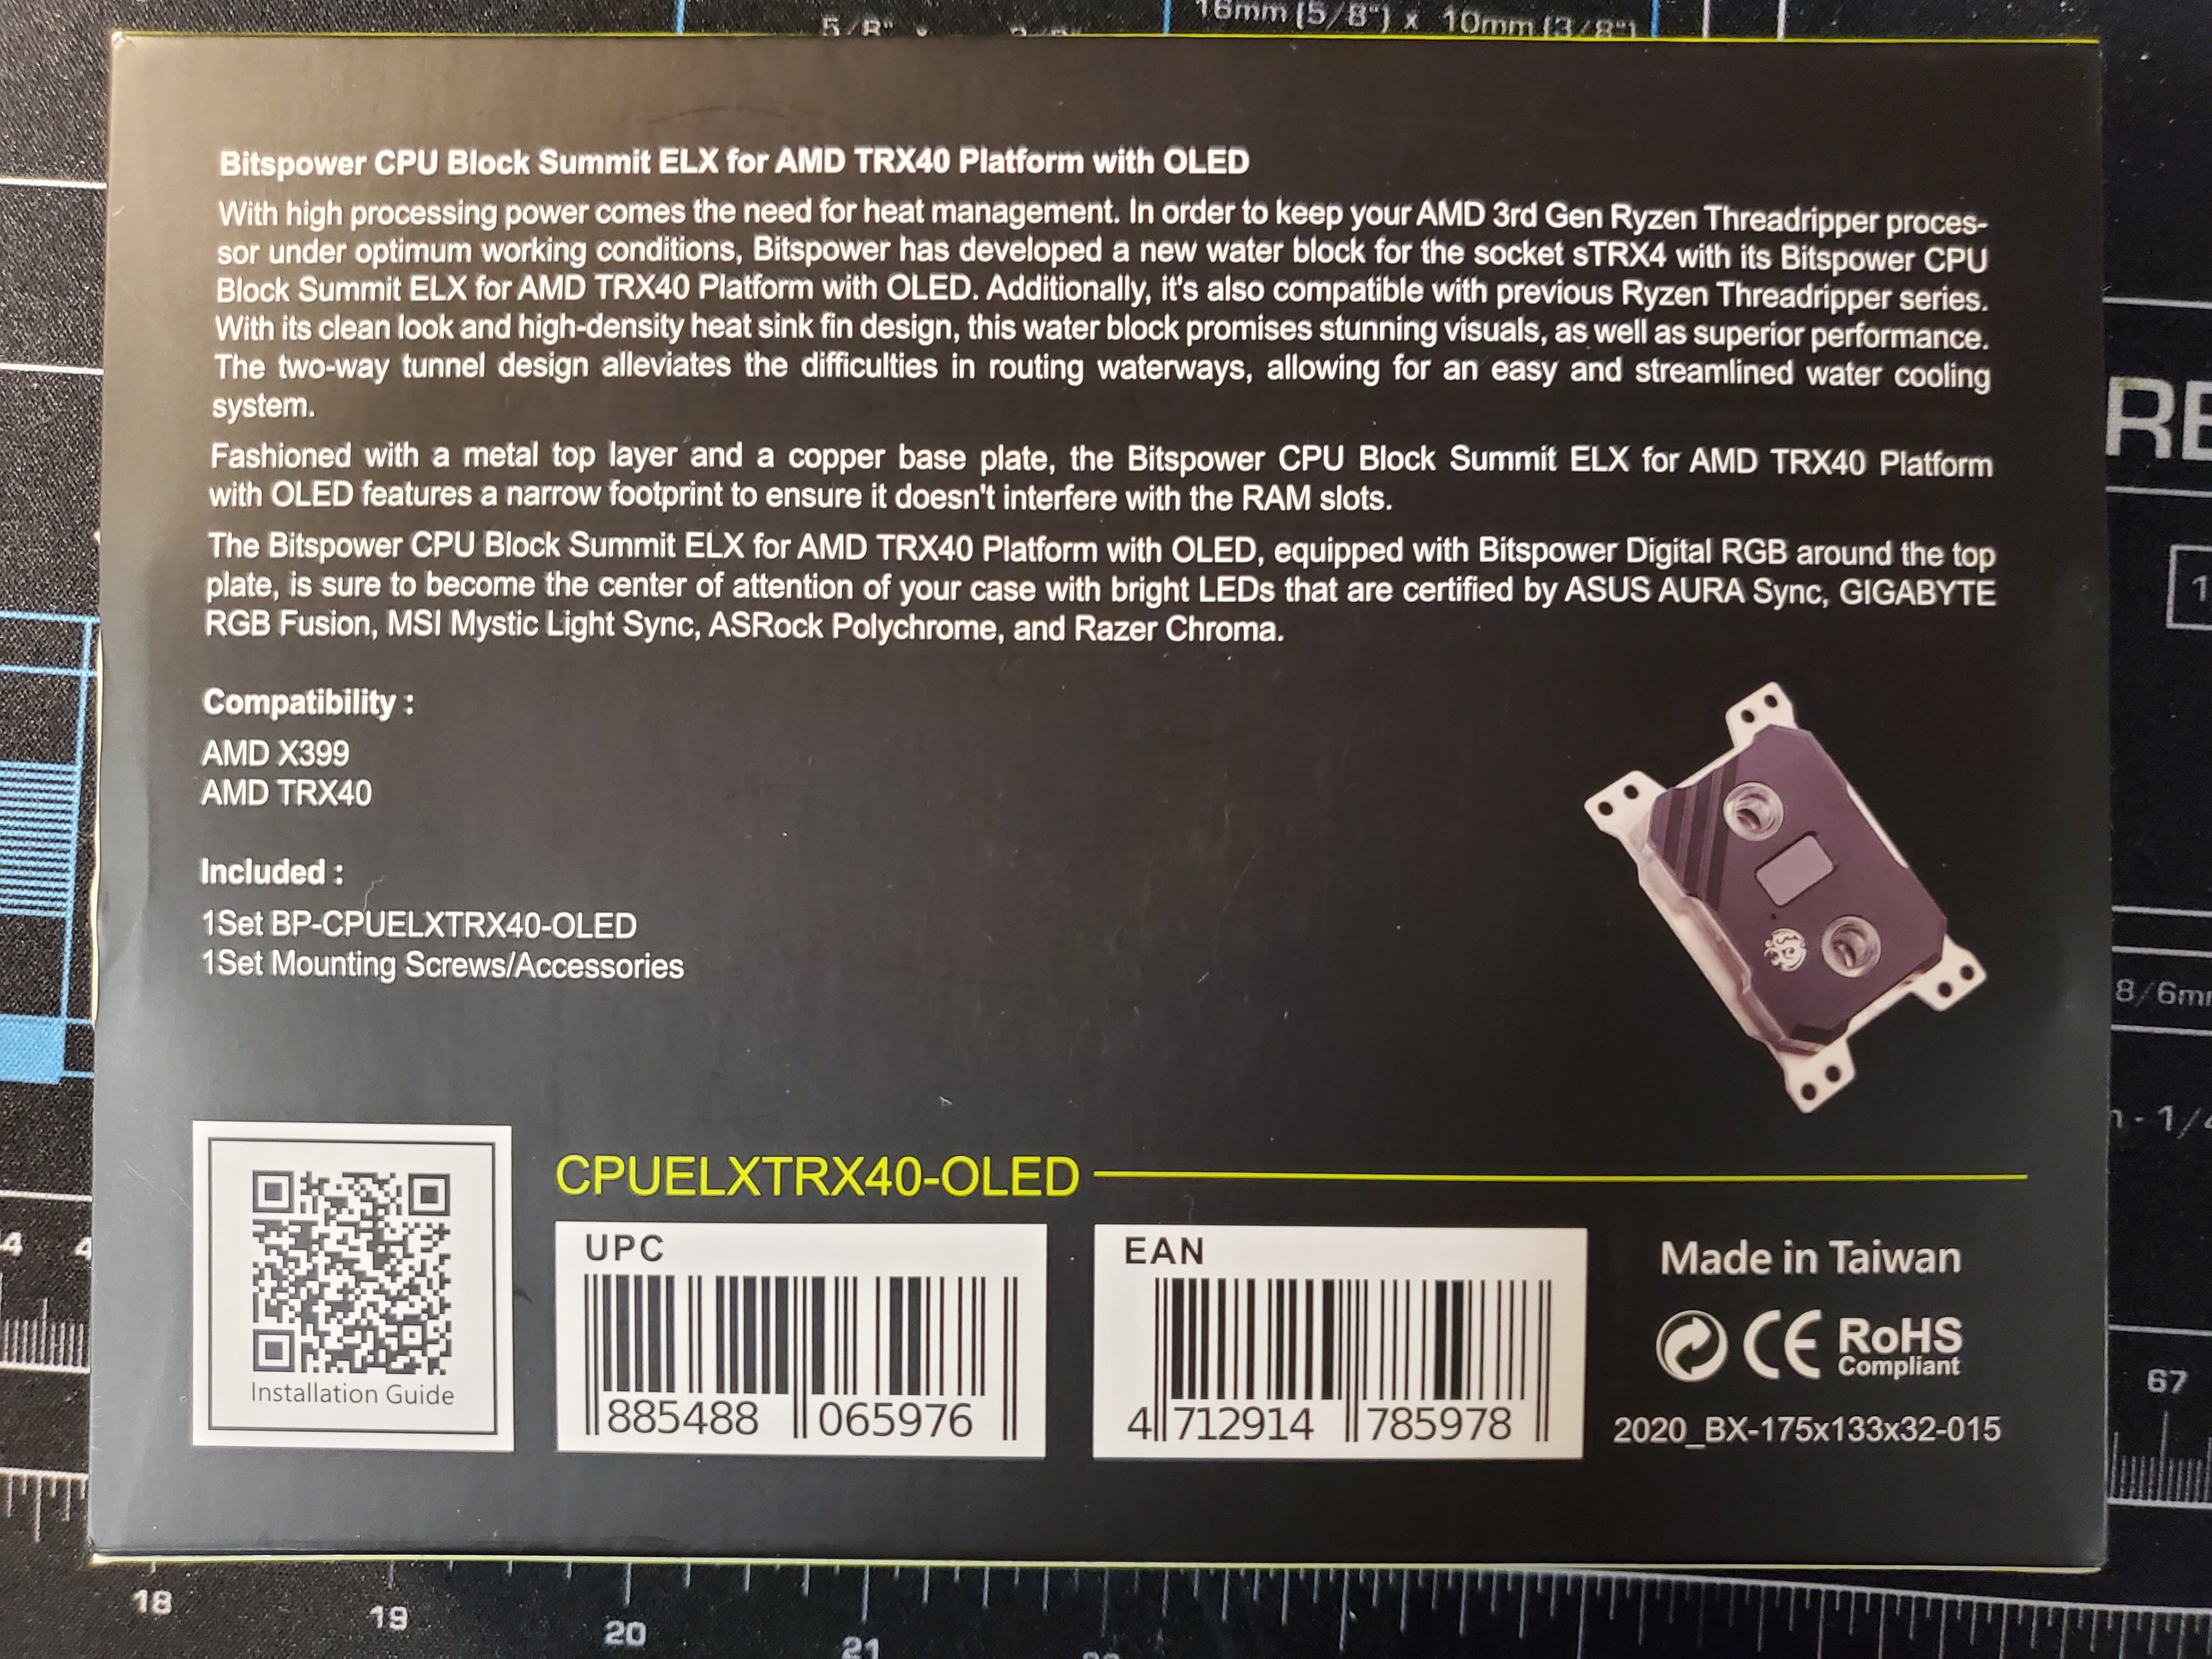 16mm (5/8") x 10mm (3/8")
Bitspower CPU Block Summit ELX for AMD TRX40 Platform with OLED
With high processing power comes the need for heat management. In order to keep your AMD 3rd Gen Ryzen Threadripper proces-
sor under optimum working conditions, Bitspower has developed a new water block for the socket sTRX4 with its Bitspower CPU
Block Summit ELX for AMD TRX40 Platform with OLED. Additionally, it's also compatible with previous Ryzen Threadripper series.
With its clean look and high-density heat sink fin design, this water block promises stunning visuals, as well as superior performance.
The two-way tunnel design alleviates the difficulties in routing waterways, allowing for an easy and streamlined water cooling
system.
Fashioned with a metal top layer and a copper base plate, the Bitspower CPU Block Summit ELX for AMD TRX40 Platform
with OLED features a narrow footprint to ensure it doesn't interfere with the RAM slots.
The Bitspower CPU Block Summit ELX for AMD TRX40 Platform with OLED, equipped with Bitspower Digital RGB around the top
plate, is sure to become the center of attention of your case with bright LEDs that are certified by ASUS AURA Sync, GIGABYTE
RGB Fusion, MSI Mystic Light Sync, ASRock Polychrome, and Razer Chroma.
Compatibility :
AMD X399
AMD TRX40
Included :
1Set BP-CPUELXTRX40-OLED
1Set Mounting Screws/Accessories
Installation Guide
CPUELXTRX40-OLED
UPC
885488 065976
EAN
4 712914 785978
Made in Taiwan
CE RoHS
Compliant
2020_BX-175x133x32-015
RE
8/6m
67
18
19
20
21